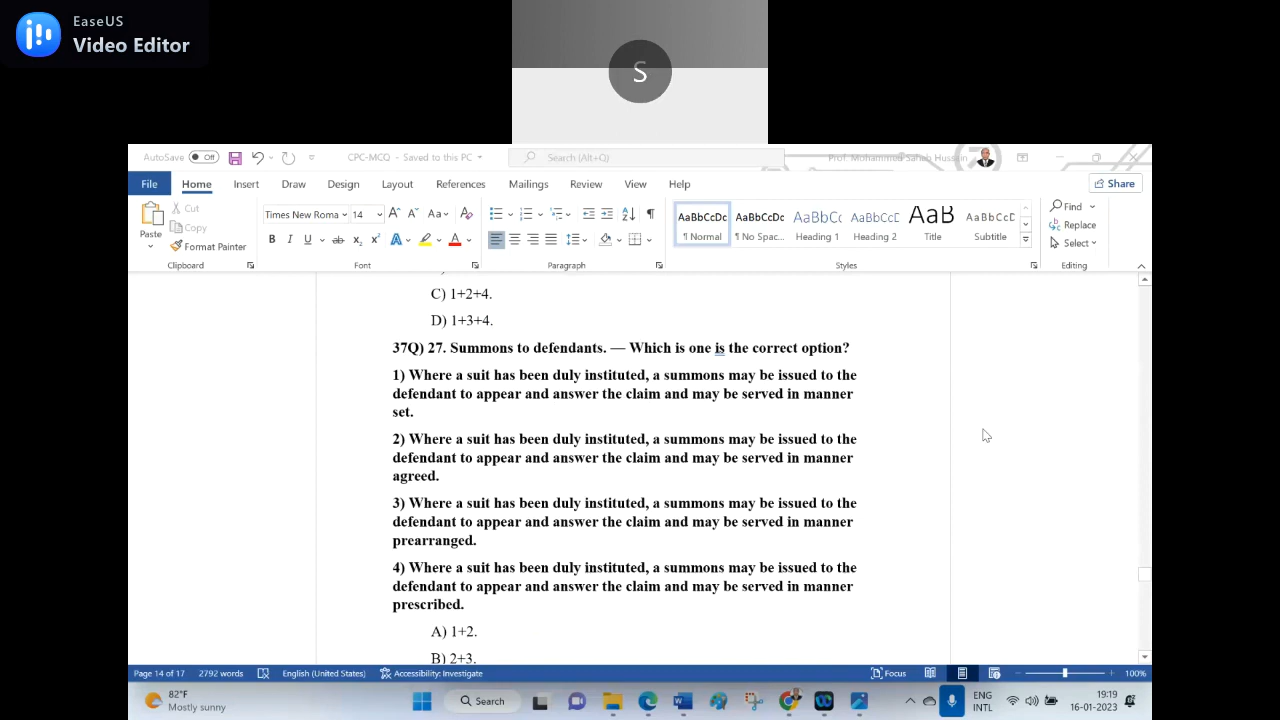 EaseUS
Video Editor
S
AutoSave Off
CPC-MCQ - Saved to this PC
Search (Alt+Q)
Prof. Mohammed Saheb Hussain
File Home Insert Draw Design Layout References Mailings Review View Help
Share
Paste
Cut
Copy
Format Painter
Clipboard
Times New Roma 14
Font
Paragraph
AaBbCcDc AaBbCcDc AaBbCc AaBbCcD AaB AaBbCcD
¶ Normal ¶ No Spac... Heading 1 Heading 2 Title Subtitle
Styles
Find
Replace
Select
Editing
C) 1+2+4.
D) 1+3+4.
37Q) 27. Summons to defendants. — Which is one is the correct option?
1) Where a suit has been duly instituted, a summons may be issued to the
defendant to appear and answer the claim and may be served in manner
set.
2) Where a suit has been duly instituted, a summons may be issued to the
defendant to appear and answer the claim and may be served in manner
agreed.
3) Where a suit has been duly instituted, a summons may be issued to the
defendant to appear and answer the claim and may be served in manner
prearranged.
4) Where a suit has been duly instituted, a summons may be issued to the
defendant to appear and answer the claim and may be served in manner
prescribed.
A) 1+2.
B) 2+3.
Page 14 of 17 2792 words English (United States) Accessibility: Investigate Focus 100%
82°F
Mostly sunny
Search
ENG
INTL
19:19
16-01-2023